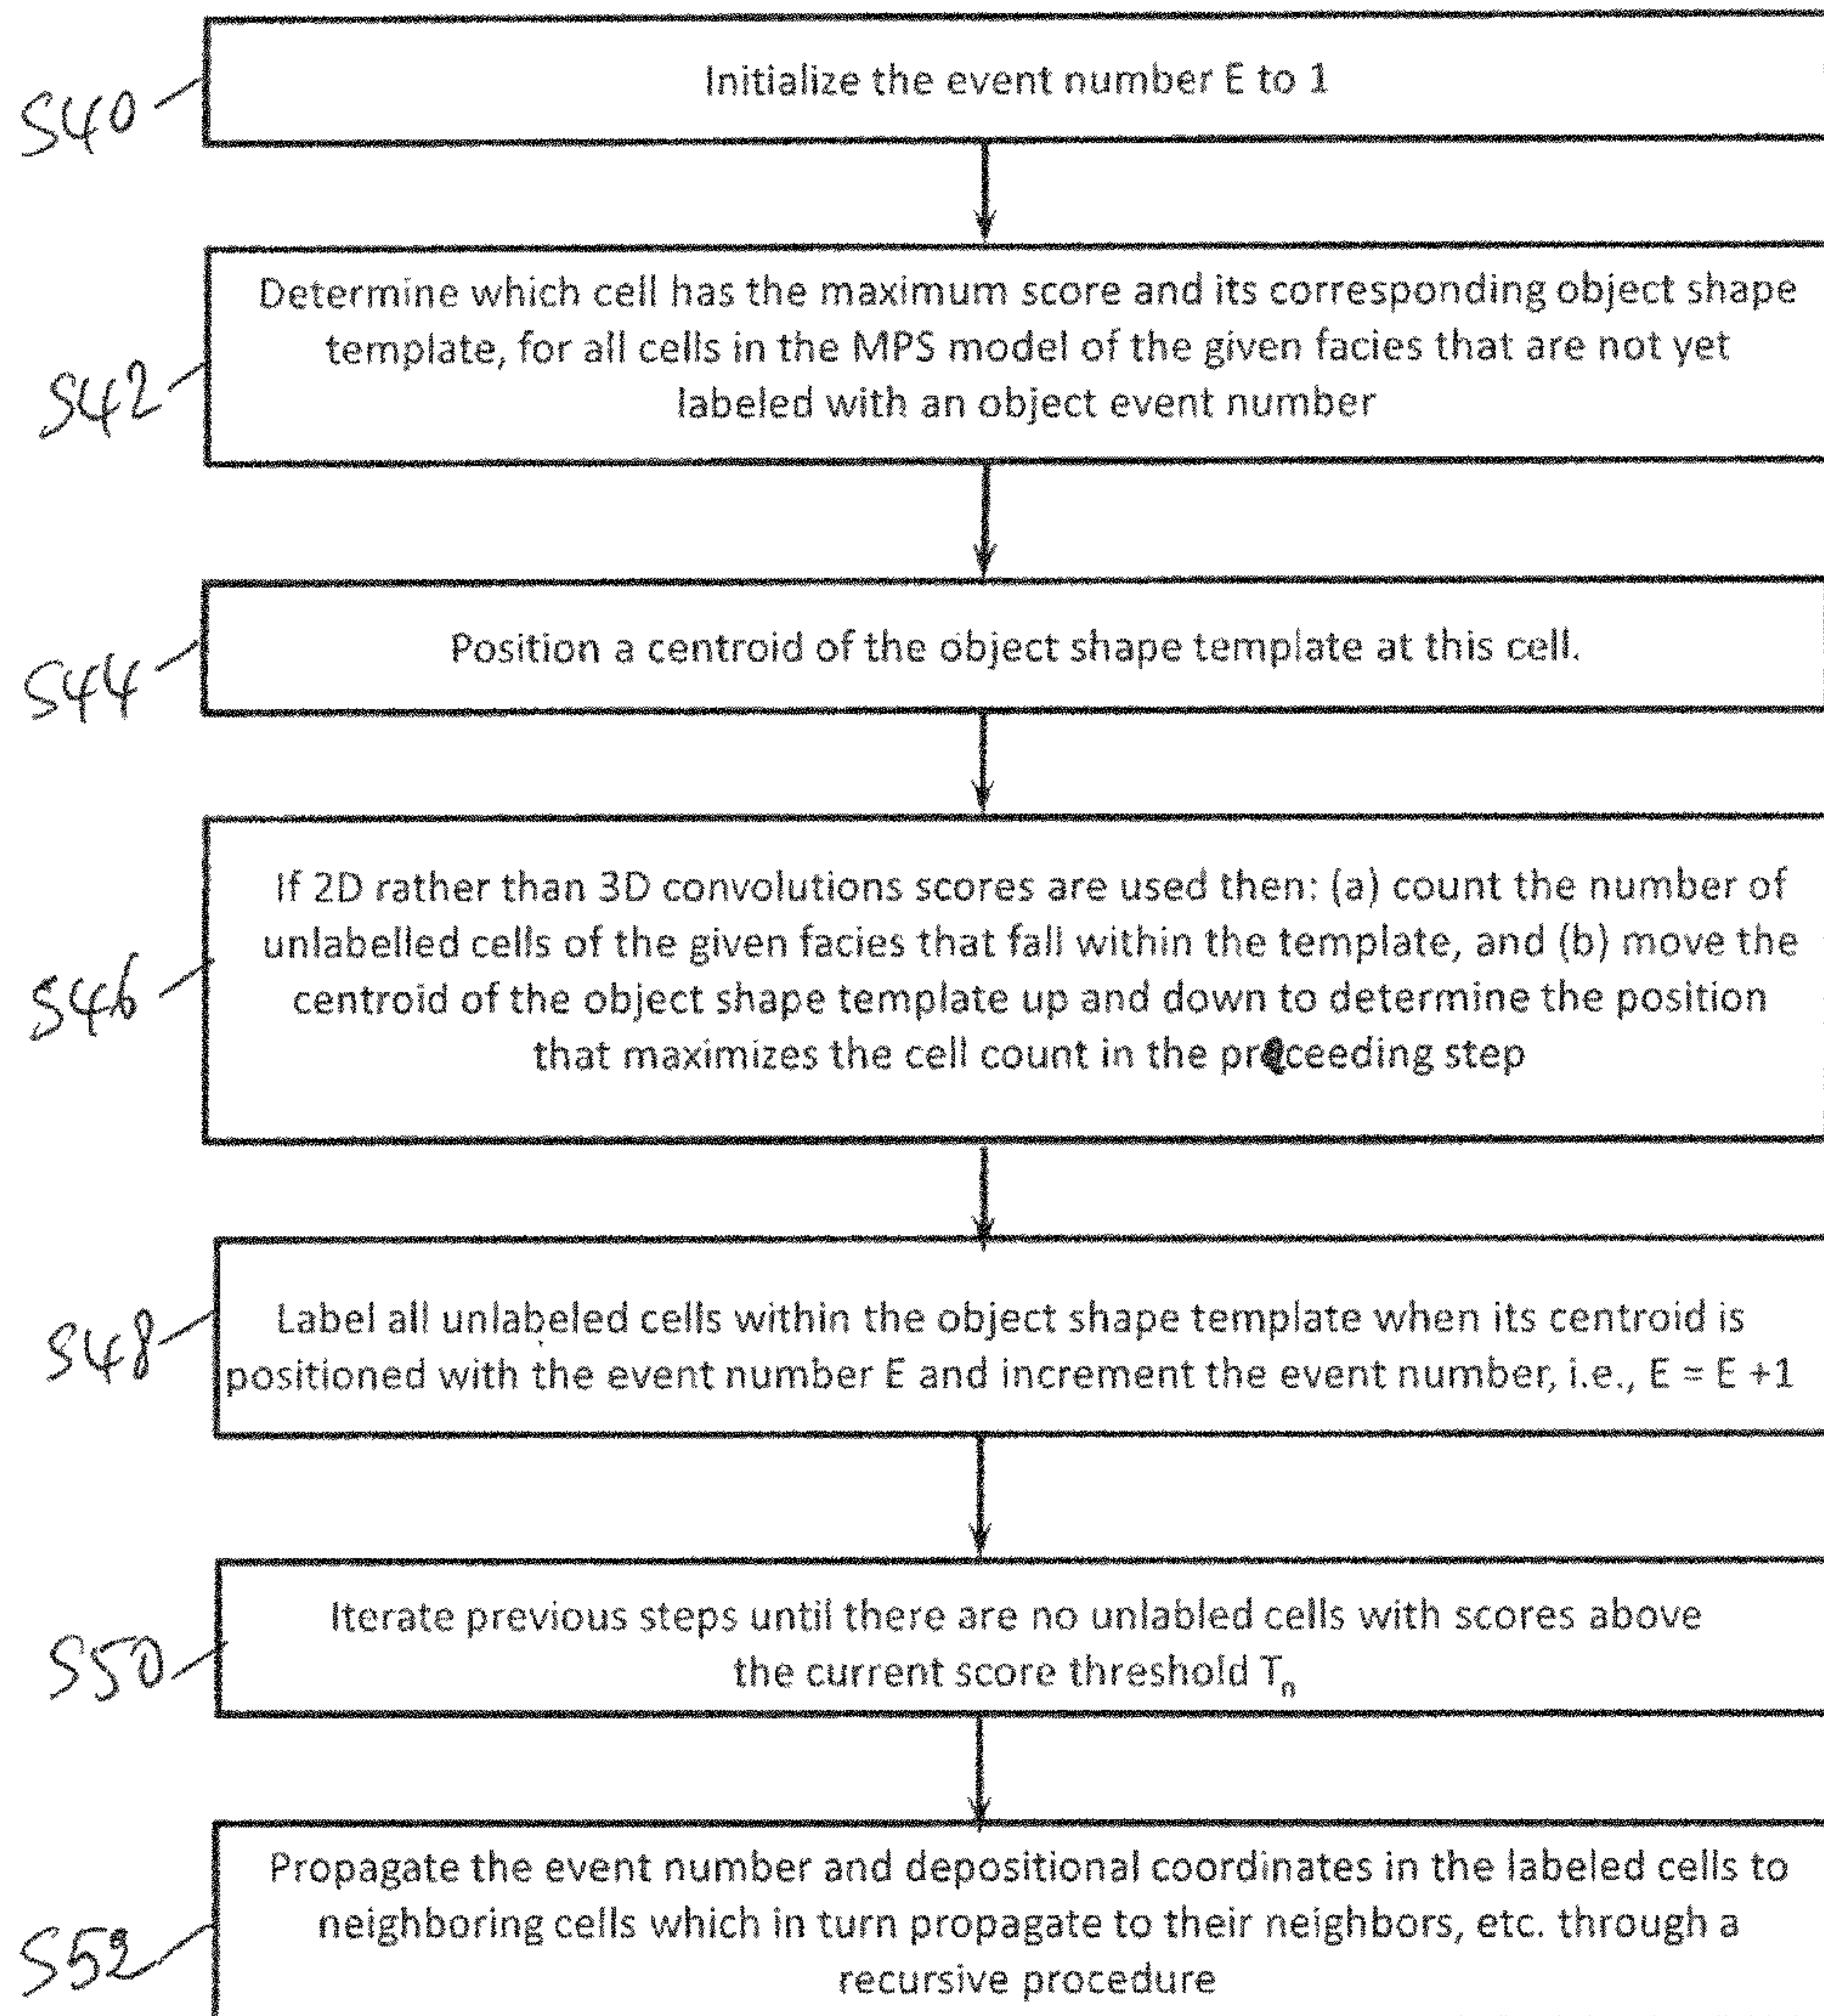 S40
Initialize the event number E to 1
S42
Determine which cell has the maximum score and its corresponding object shape
template, for all cells in the MPS model of the given facies that are not yet
labeled with an object event number
S44
Position a centroid of the object shape template at this cell.
S46
If 2D rather than 3D convolutions scores are used then: (a) count the number of
unlabelled cells of the given facies that fall within the template, and (b) move the
centroid of the object shape template up and down to determine the position
that maximizes the cell count in the preceeding step
S48
Label all unlabeled cells within the object shape template when its centroid is
positioned with the event number E and increment the event number, i.e., E = E +1
S50
Iterate previous steps until there are no unlabled cells with scores above
the current score threshold Tn
S52
Propagate the event number and depositional coordinates in the labeled cells to
neighboring cells which in turn propagate to their neighbors, etc. through a
recursive procedure